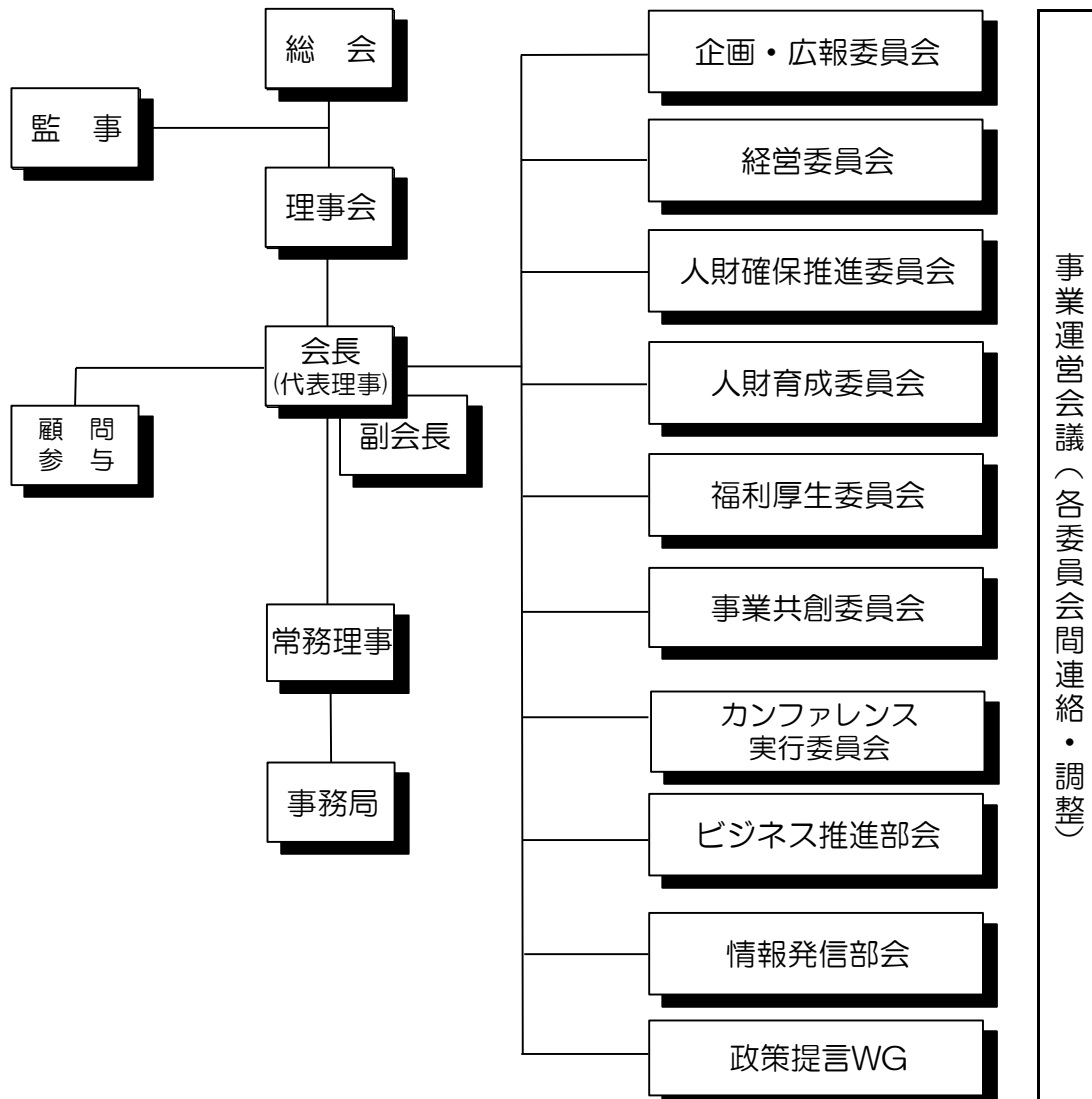 総　会
監　事
理事会
会長
(代表理事)
副会長
顧　問
参　与
常務理事
事務局
企画・広報委員会
経営委員会
人財確保推進委員会
人財育成委員会
福利厚生委員会
事業共創委員会
カンファレンス
実行委員会
ビジネス推進部会
情報発信部会
政策提言WG
事業運営会議（各委員会間連絡・調整）